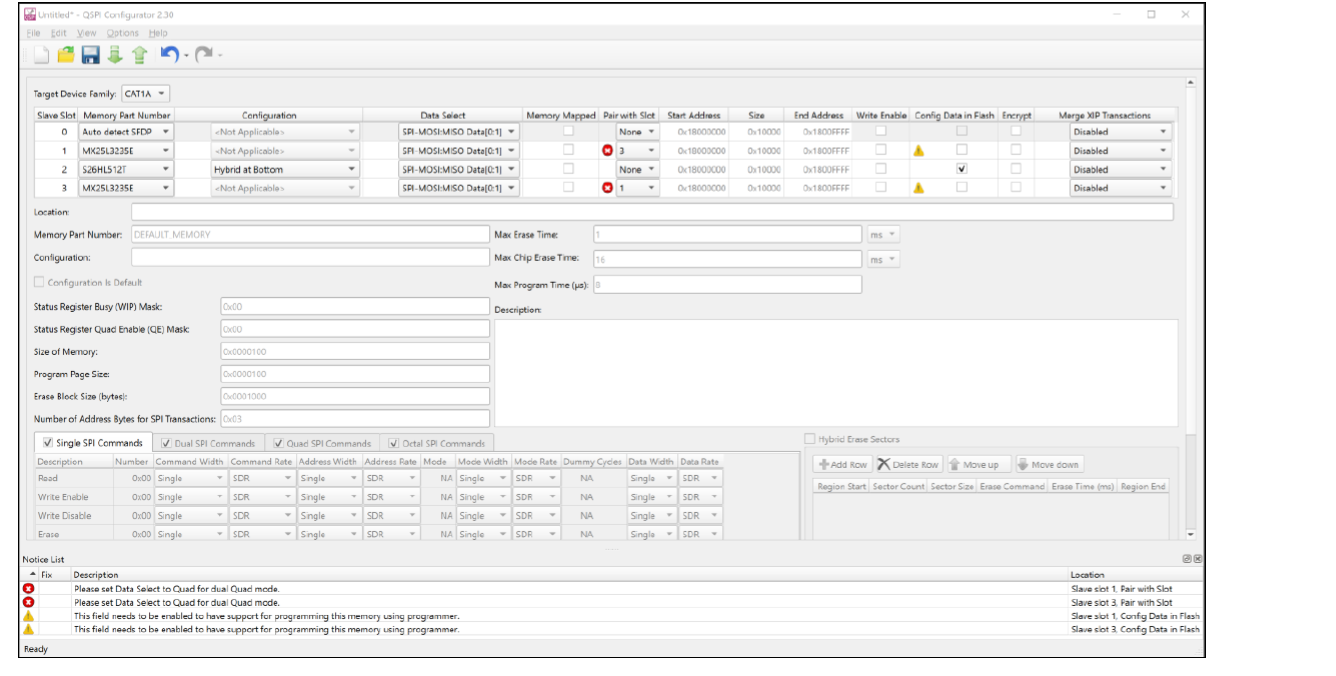 Untitled* - QSPI Configurator 2.30
File Edit View Options Help
Target Device Family: CAT1A
Slave Slot Memory Part Number Configuration Data Select Memory Mapped Pair with Slot Start Address Size End Address Write Enable Config Data in Flash Encrypt Merge XIP Transactions
0 Auto detect SFDP <Not Applicable> SPI-MOSI:MISO Data[0:1] None 0x18000000 0x10000 0x1800FFFF Disabled
1 MX25L3235E <Not Applicable> SPI-MOSI:MISO Data[0:1] 3 0x18000000 0x10000 0x1800FFFF Disabled
2 S26HL512T Hybrid at Bottom SPI-MOSI:MISO Data[0:1] None 0x18000000 0x10000 0x1800FFFF Disabled
3 MX25L3235E <Not Applicable> SPI-MOSI:MISO Data[0:1] 1 0x18000000 0x10000 0x1800FFFF Disabled
Location:
Memory Part Number: DEFAULT MEMORY Max Erase Time: 1 ms
Configuration: Max Chip Erase Time: 16 ms
Configuration Is Default Max Program Time (µs): 0
Status Register Busy (WIP) Mask: 0x00 Description:
Status Register Quad Enable (QE) Mask: 0x00
Size of Memory: 0x0000100
Program Page Size: 0x0000100
Erase Block Size (bytes): 0x0001000
Number of Address Bytes for SPI Transactions: 0x03
Single SPI Commands Dual SPI Commands Quad SPI Commands Octal SPI Commands Hybrid Erase Sectors
Description Number Command Width Command Rate Address Width Address Rate Mode Mode Width Mode Rate Dummy Cycles Data Width Data Rate Add Row Delete Row Move up Move down
Read 0x00 Single SDR Single SDR NA Single SDR NA Single SDR Region Start Sector Count Sector Size Erase Command Erase Time (ms) Region End
Write Enable 0x00 Single SDR Single SDR NA Single SDR NA Single SDR
Write Disable 0x00 Single SDR Single SDR NA Single SDR NA Single SDR
Erase 0x00 Single SDR Single SDR NA Single SDR NA Single SDR
Notice List
Fix Description Location
Please set Data Select to Quad for dual Quad mode. Slave slot 1, Pair with Slot
Please set Data Select to Quad for dual Quad mode. Slave slot 3, Pair with Slot
This field needs to be enabled to have support for programming this memory using programmer. Slave slot 1, Config Data in Flash
This field needs to be enabled to have support for programming this memory using programmer. Slave slot 3, Config Data in Flash
Ready